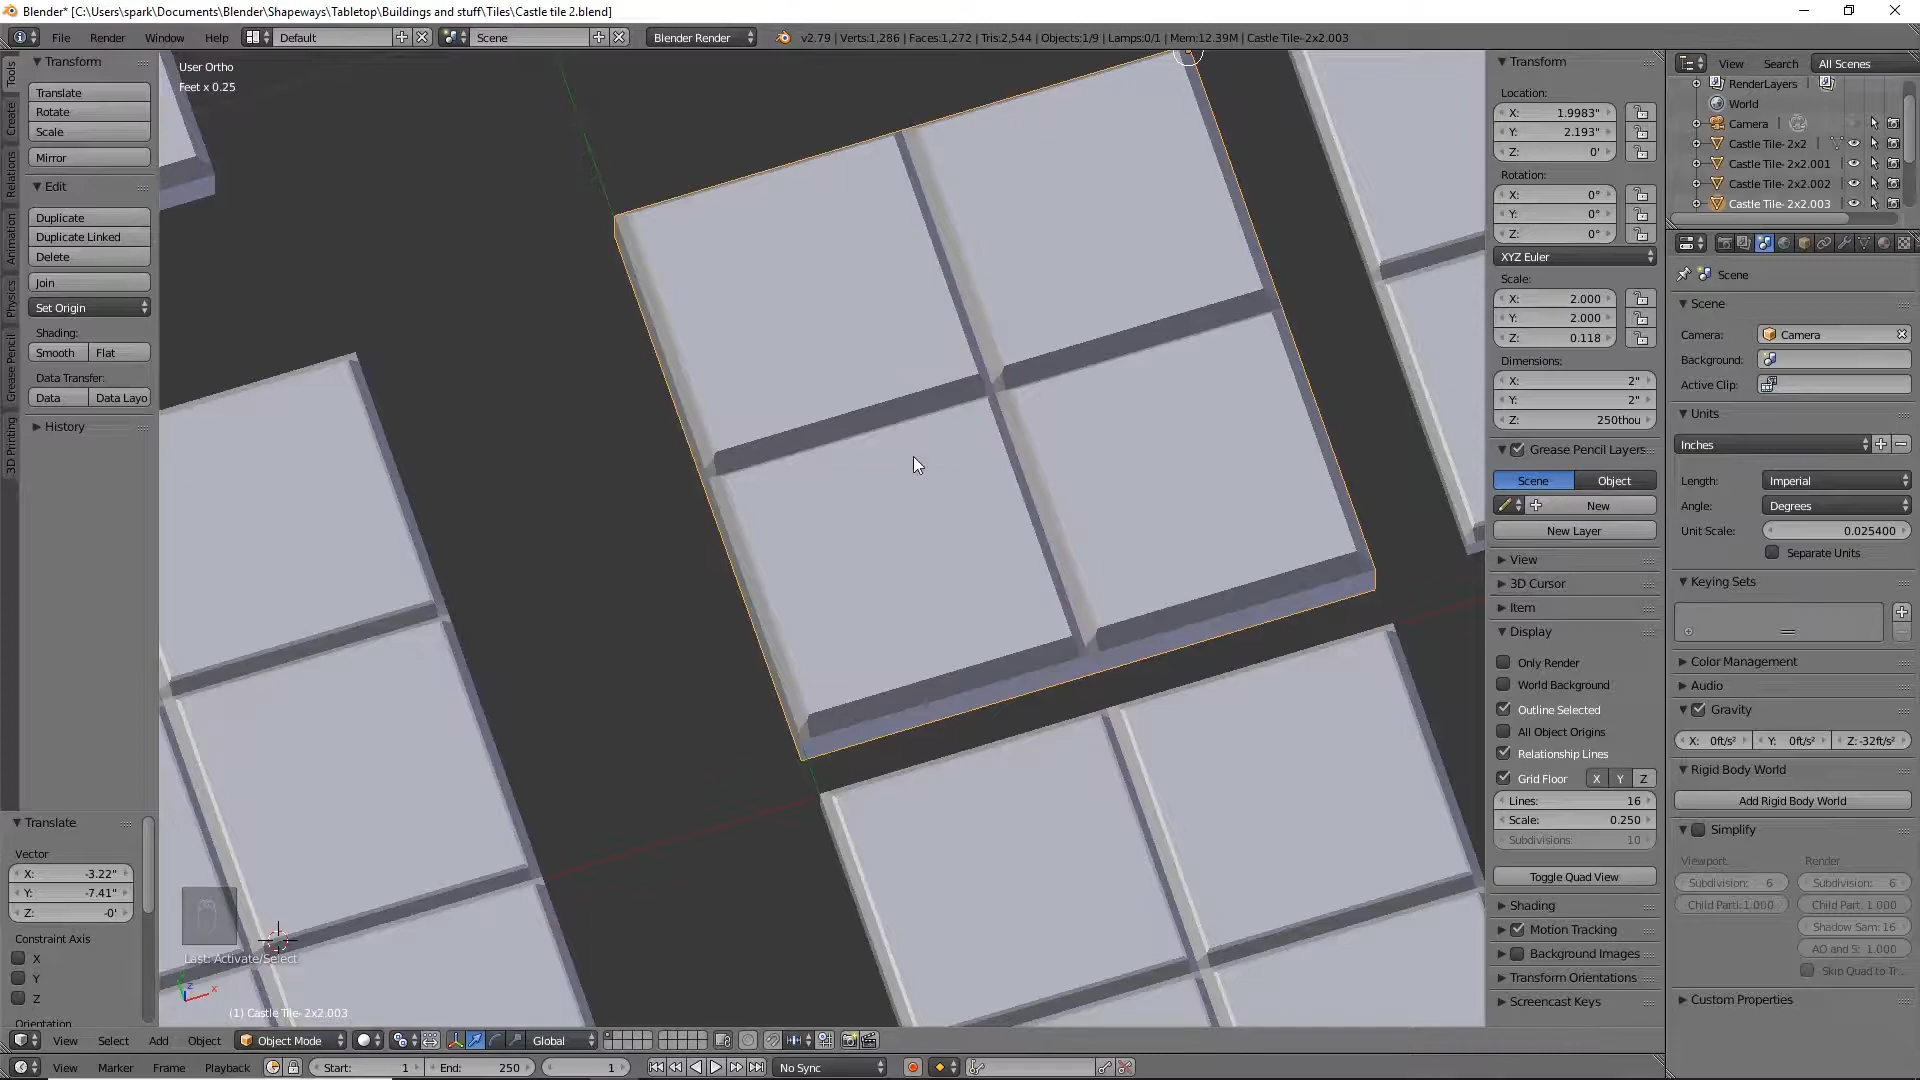 Blender* [C:\Users\spark\Documents\Blender\Shapeways\Tabletop\Buildings and stuff\Tiles\Castle tile 2.blend]
File Render Window Help Default Scene Blender Render v2.79 | Verts:1,286 | Faces:1,272 | Tris:2,544 | Objects:1/9 | Lamps:0/1 | Mem:12.39M | Castle Tile- 2x2.003
Tools
Create
Relations
Animation
Physics
Grease Pencil
3D Printing
Transform
Translate
Rotate
Scale
Mirror
Edit
Duplicate
Duplicate Linked
Delete
Join
Set Origin
Shading:
Smooth Flat
Data Transfer:
Data Data Layo
History
Translate
Vector
X: -3.22"
Y: -7.41"
Z: -0'
Constraint Axis
X
Y
Z
Orientation
User Ortho
Feet x 0.25
Last: Activate/Select
z
x
(1) Castle Tile- 2x2.003
Transform
Location:
X: 1.9983"
Y: 2.193"
Z: 0'
Rotation:
X: 0°
Y: 0°
Z: 0°
XYZ Euler
Scale:
X: 2.000
Y: 2.000
Z: 0.118
Dimensions:
X: 2"
Y: 2"
Z: 250thou
Grease Pencil Layers
Scene Object
New
New Layer
View
3D Cursor
Item
Display
Only Render
World Background
Outline Selected
All Object Origins
Relationship Lines
Grid Floor X Y Z
Lines: 16
Scale: 0.250
Subdivisions: 10
Toggle Quad View
Shading
Motion Tracking
Background Images
Transform Orientations
Screencast Keys
View Search All Scenes
RenderLayers
World
Camera
Castle Tile- 2x2
Castle Tile- 2x2.001
Castle Tile- 2x2.002
Castle Tile- 2x2.003
Scene
Scene
Camera: Camera
Background:
Active Clip:
Units
Inches
Length: Imperial
Angle: Degrees
Unit Scale: 0.025400
Separate Units
Keying Sets
Color Management
Audio
Gravity
X: 0ft/s² Y: 0ft/s² Z: -32ft/s²
Rigid Body World
Add Rigid Body World
Simplify
Viewport: Render
Subdivision: 6 Subdivision: 6
Child Parti:1.000 Child Part: 1.000
Shadow Sam: 16
AO and S: 1.000
Skip Quad to Tr...
Custom Properties
View Select Add Object Object Mode Global
View Marker Frame Playback Start: 1 End: 250 1 No Sync